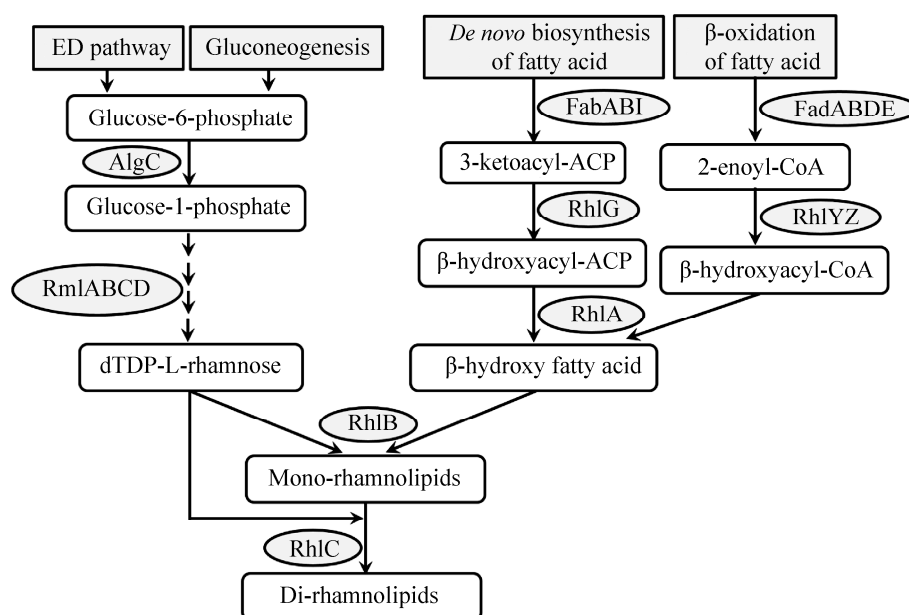 ED pathway
Gluconeogenesis
De novo biosynthesis
of fatty acid
β-oxidation
of fatty acid
FabABI
FadABDE
Glucose-6-phosphate
AlgC
3-ketoacyl-ACP
2-enoyl-CoA
Glucose-1-phosphate
RhlG
RhlYZ
β-hydroxyacyl-ACP
β-hydroxyacyl-CoA
RmlABCD
RhlA
dTDP-L-rhamnose
β-hydroxy fatty acid
RhlB
Mono-rhamnolipids
RhlC
Di-rhamnolipids